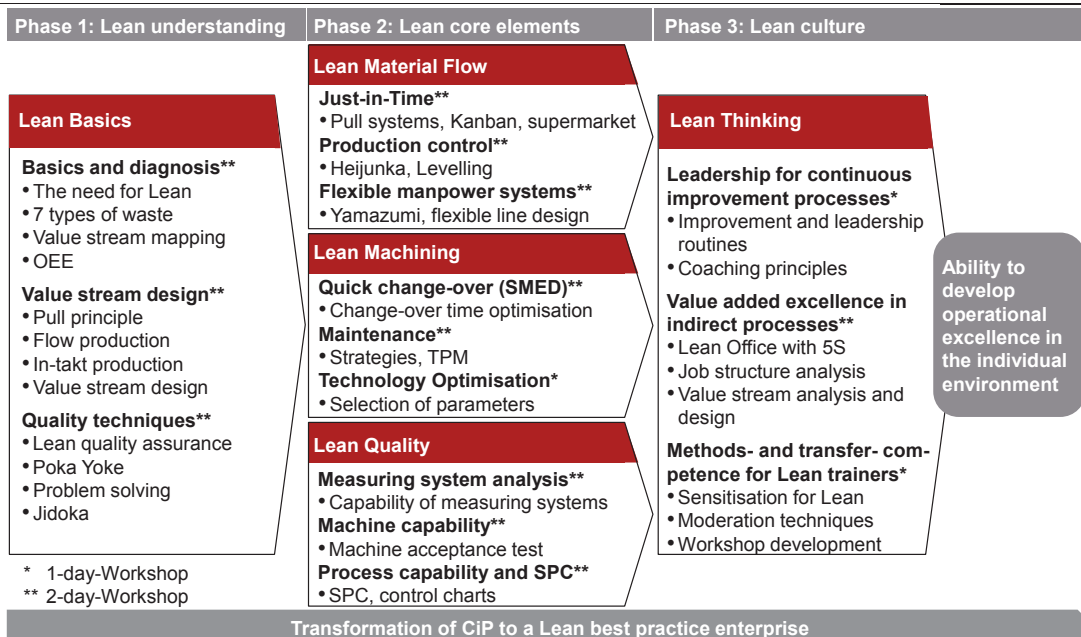 Phase 1: Lean understanding
Phase 2: Lean core elements
Phase 3: Lean culture
Lean Basics
Basics and diagnosis**
• The need for Lean
• 7 types of waste
• Value stream mapping
• OEE
Value stream design**
• Pull principle
• Flow production
• In-takt production
• Value stream design
Quality techniques**
• Lean quality assurance
• Poka Yoke
• Problem solving
• Jidoka
* 1-day-Workshop
** 2-day-Workshop
Lean Material Flow
Just-in-Time**
• Pull systems, Kanban, supermarket
Production control**
• Heijunka, Levelling
Flexible manpower systems**
• Yamazumi, flexible line design
Lean Machining
Quick change-over (SMED)**
• Change-over time optimisation
Maintenance**
• Strategies, TPM
Technology Optimisation*
• Selection of parameters
Lean Quality
Measuring system analysis**
• Capability of measuring systems
Machine capability**
• Machine acceptance test
Process capability and SPC**
• SPC, control charts
Lean Thinking
Leadership for continuous
improvement processes*
• Improvement and leadership
routines
• Coaching principles
Value added excellence in
indirect processes**
• Lean Office with 5S
• Job structure analysis
• Value stream analysis and
design
Methods- and transfer- com-
petence for Lean trainers*
• Sensitisation for Lean
• Moderation techniques
• Workshop development
Ability to
develop
operational
excellence in
the individual
environment
Transformation of CiP to a Lean best practice enterprise